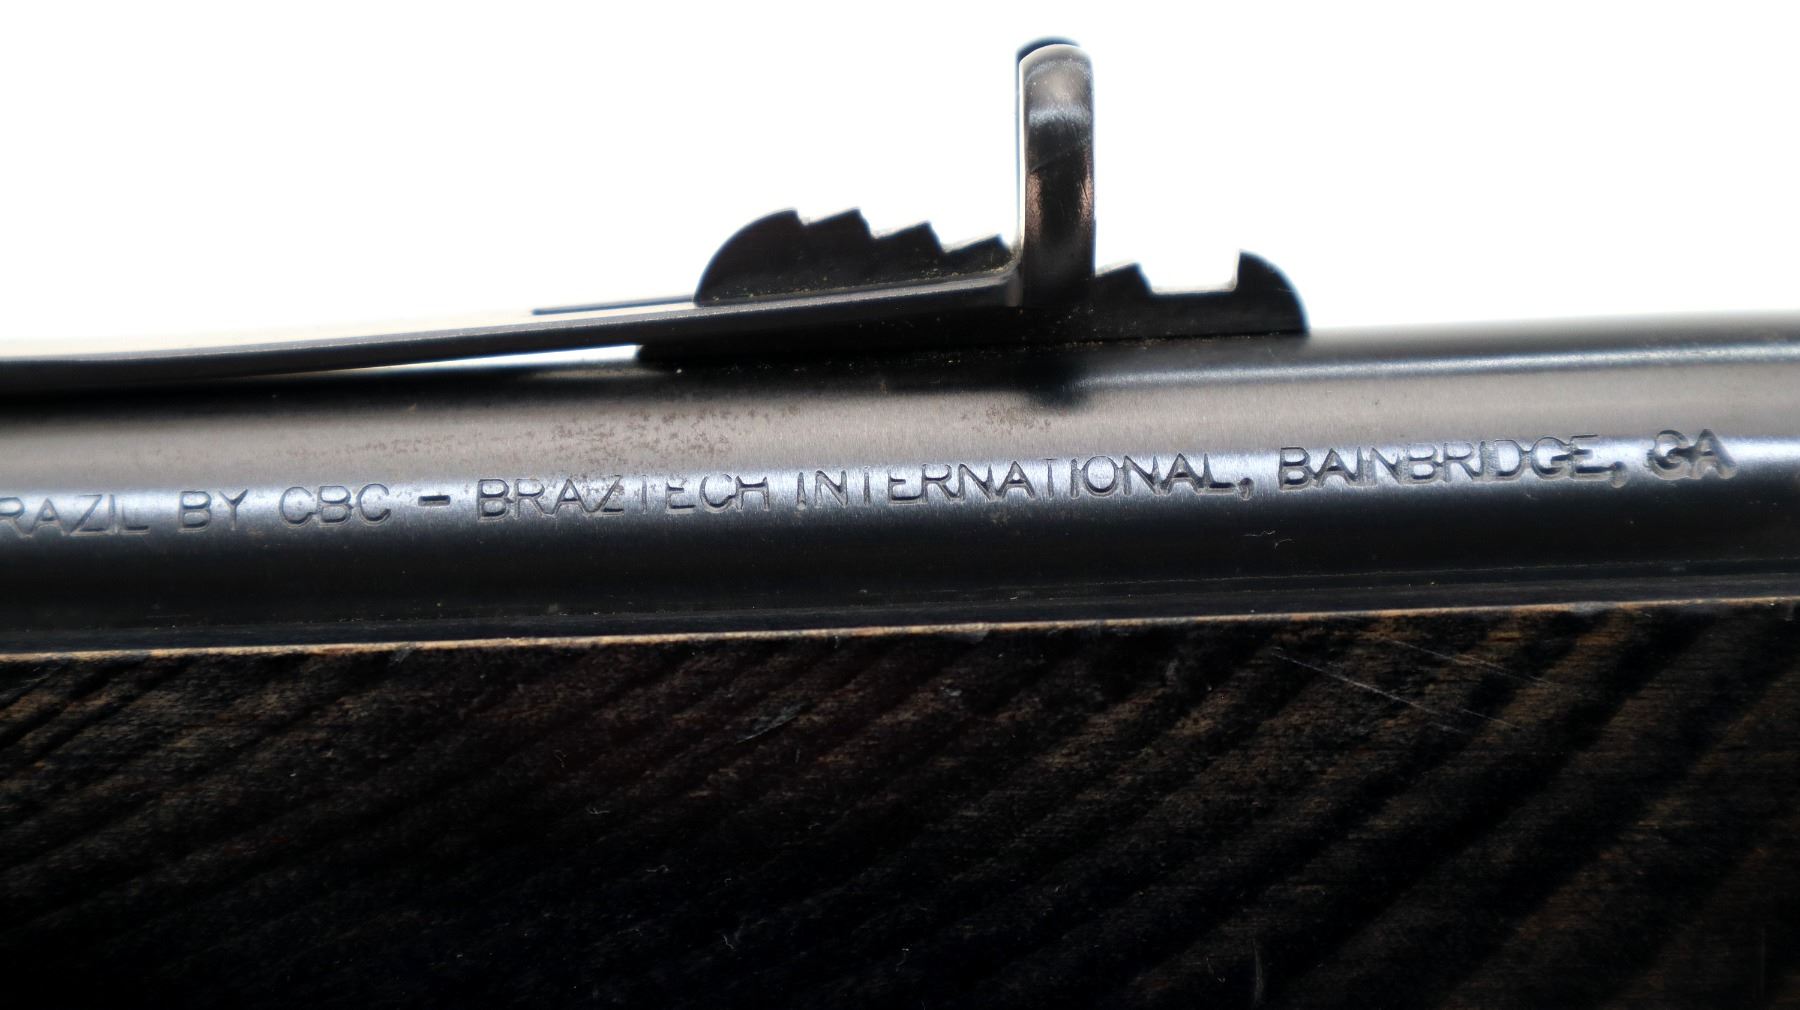 RAZIL BY CBC - BRAZTECH INTERNATIONAL, BAINBRIDGE, GA